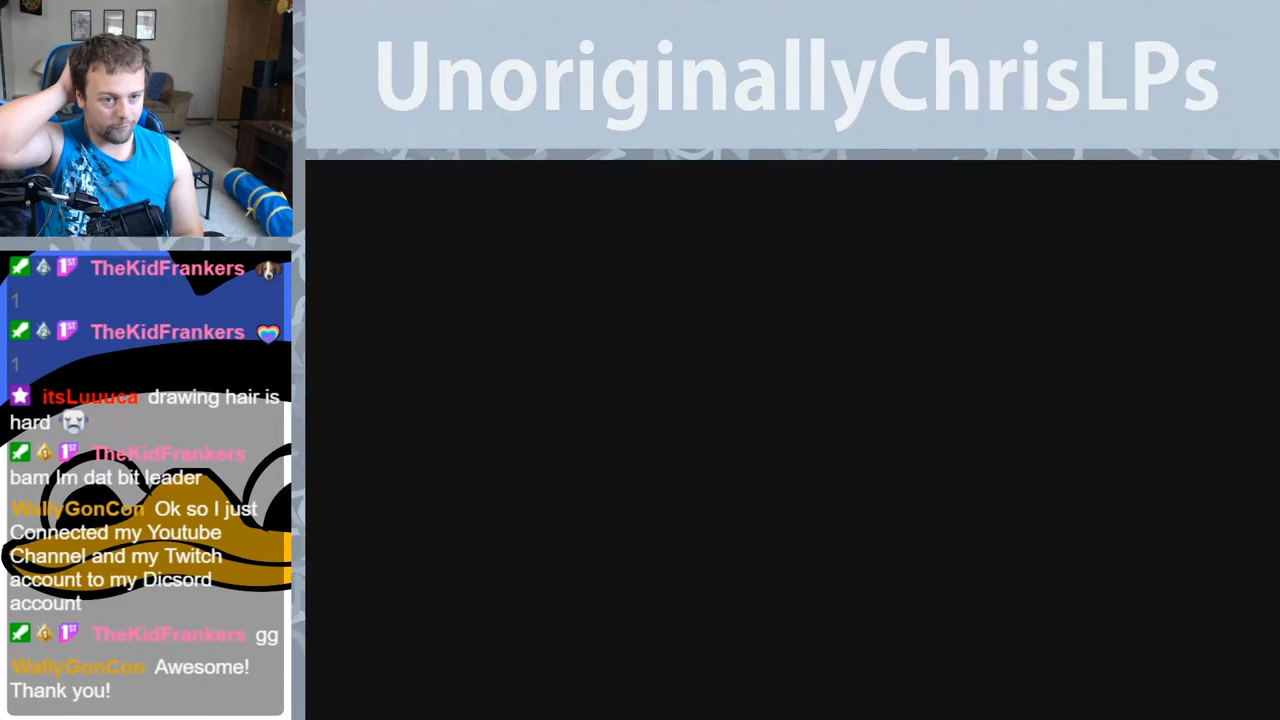 UnoriginallyChrisLPs
TheKidFrankers
1
TheKidFrankers
1
itsLuuuca drawing hair is
hard
TheKidFrankers
bam Im dat bit leader
WallyGonCon Ok so I just
Connected my Youtube
Channel and my Twitch
account to my Dicsord
account
TheKidFrankers gg
WallyGonCon Awesome!
Thank you!